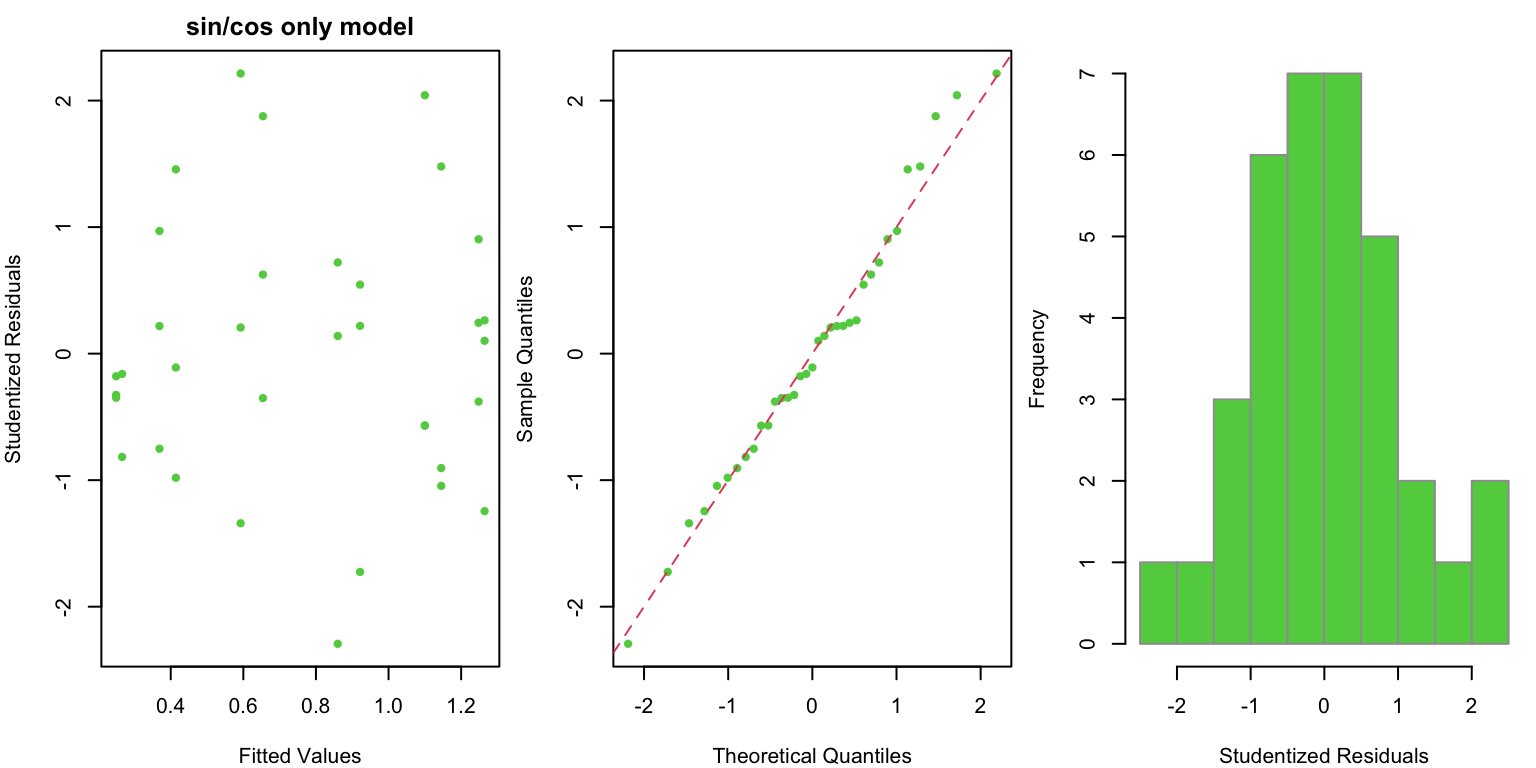 sin/cos only model
Studentized Residuals
2
1
0
-1
-2
0.4 0.6 0.8 1.0 1.2
Fitted Values
Sample Quantiles
2
1
0
-1
-2
-2 -1 0 1 2
Theoretical Quantiles
Frequency
7
6
5
4
3
2
1
0
-2 -1 0 1 2
Studentized Residuals